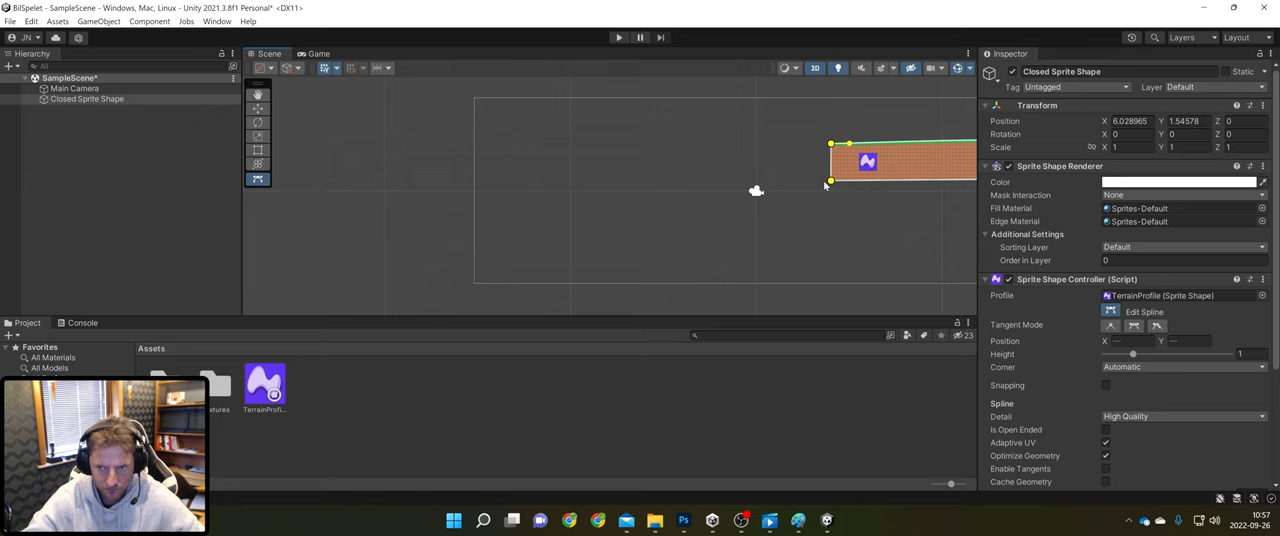 BilSpelet - SampleScene - Windows, Mac, Linux - Unity 2021.3.8f1 Personal* <DX11>
File Edit Assets GameObject Component Jobs Window Help
JN Layers Layout
Hierarchy Scene Game Inspector
All 2D Closed Sprite Shape Static
SampleScene* Tag Untagged Layer Default
Main Camera
Closed Sprite Shape Transform
Position X 6.028965 Y 1.54578 Z 0
Rotation X 0 Y 0 Z 0
Scale X 1 Y 1 Z 1
Sprite Shape Renderer
Color
Mask Interaction None
Fill Material Sprites-Default
Edge Material Sprites-Default
Additional Settings
Sorting Layer Default
Order in Layer 0
Sprite Shape Controller (Script)
Profile TerrainProfile (Sprite Shape)
Edit Spline
Tangent Mode
Position X — Y —
Height 1
Corner Automatic
Snapping
Spline
Detail High Quality
Is Open Ended
Adaptive UV
Optimize Geometry
Enable Tangents
Cache Geometry
Project Console
23
Favorites Assets
All Materials
All Models
TerrainProfi...
10:57
2022-09-26